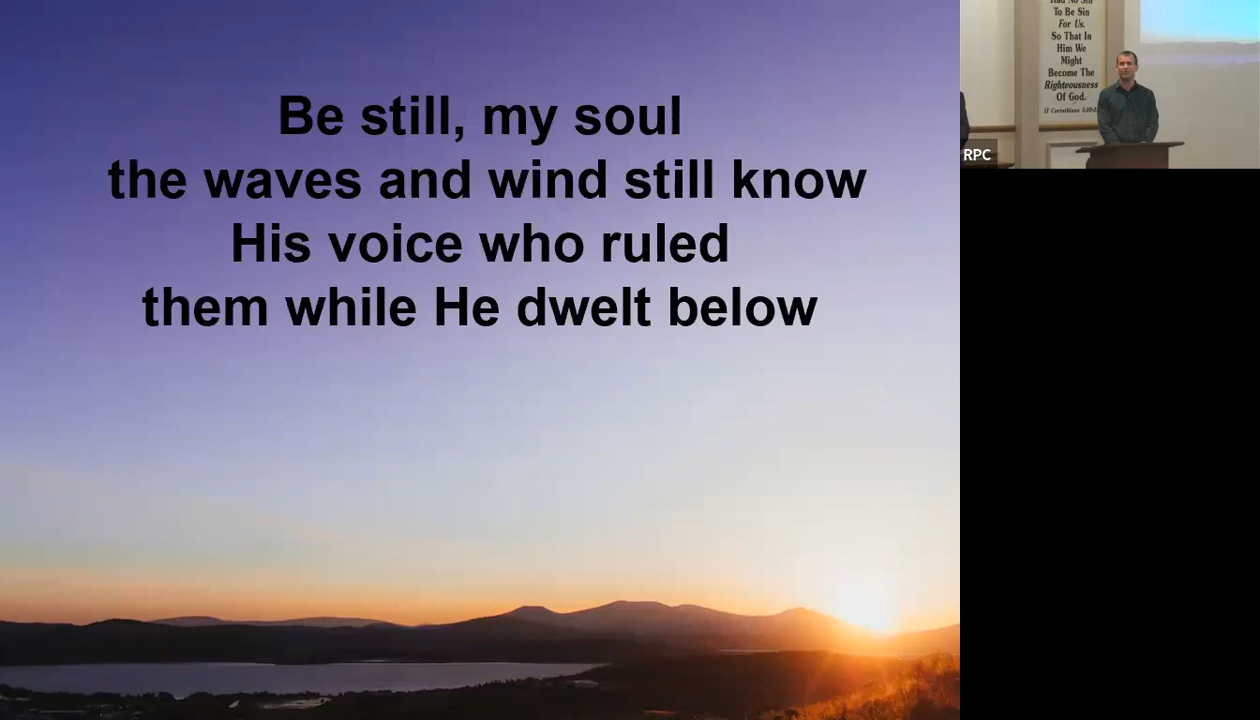 Be still, my soul
the waves and wind still know
His voice who ruled
them while He dwelt below
To Be Sin
For Us.
So That In
Him We
Might
Become The
Righteousness
Of God.
RPC